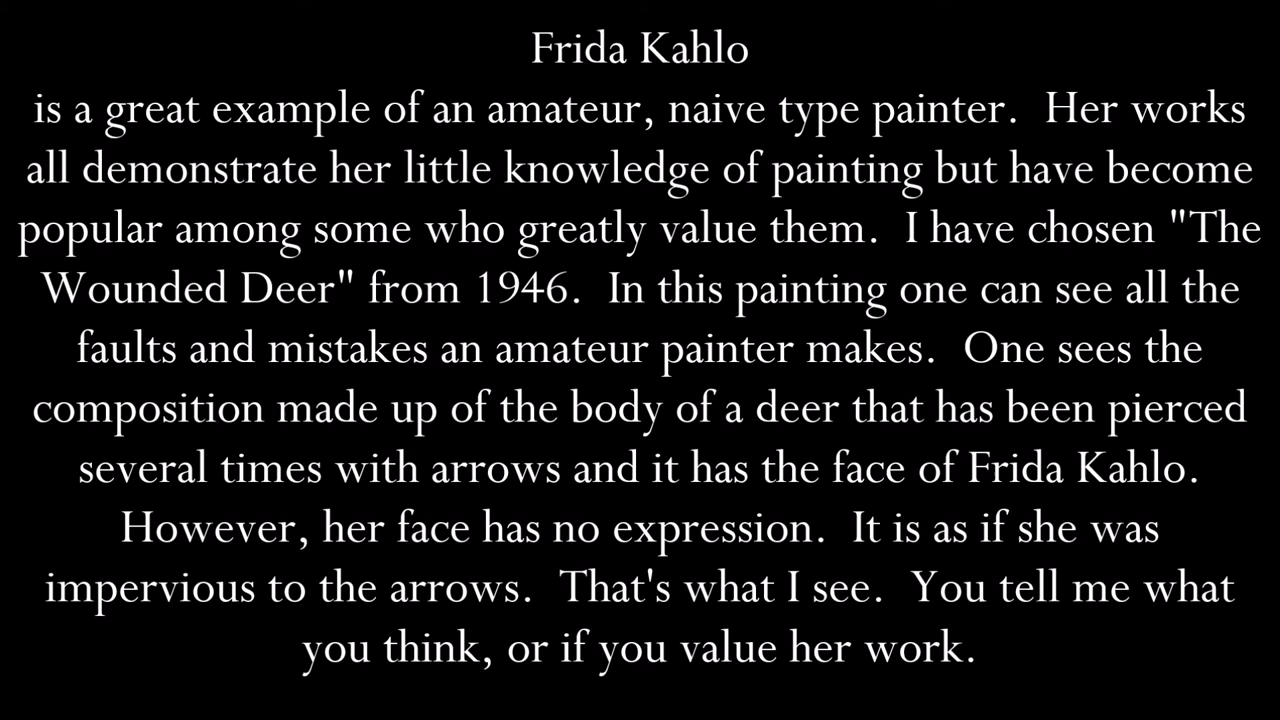 Frida Kahlo
is a great example of an amateur, naive type painter.  Her works
all demonstrate her little knowledge of painting but have become
popular among some who greatly value them.  I have chosen "The
Wounded Deer" from 1946.  In this painting one can see all the
faults and mistakes an amateur painter makes.  One sees the
composition made up of the body of a deer that has been pierced
several times with arrows and it has the face of Frida Kahlo.
However, her face has no expression.  It is as if she was
impervious to the arrows.  That's what I see.  You tell me what
you think, or if you value her work.